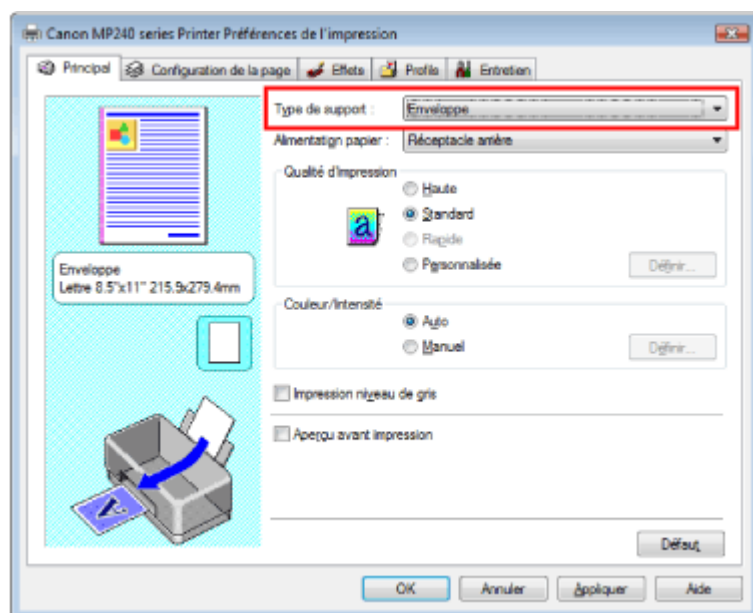 Canon MP240 series Printer Préférences de l'impression
Principal Configuration de la page Effets Profile Entretien
Type de support : Enveloppe
Alimentation papier : Réceptacle arrière
Qualité d'impression
Haute
Standard
Rapide
Personnalisée Définir...
Enveloppe
Lettre 8.5"x11" 215.9x279.4mm
Couleur/Intensité
Auto
Manuel Définir...
Impression niveau de gris
Aperçu avant impression
Défaut
OK Annuler Appliquer Aide